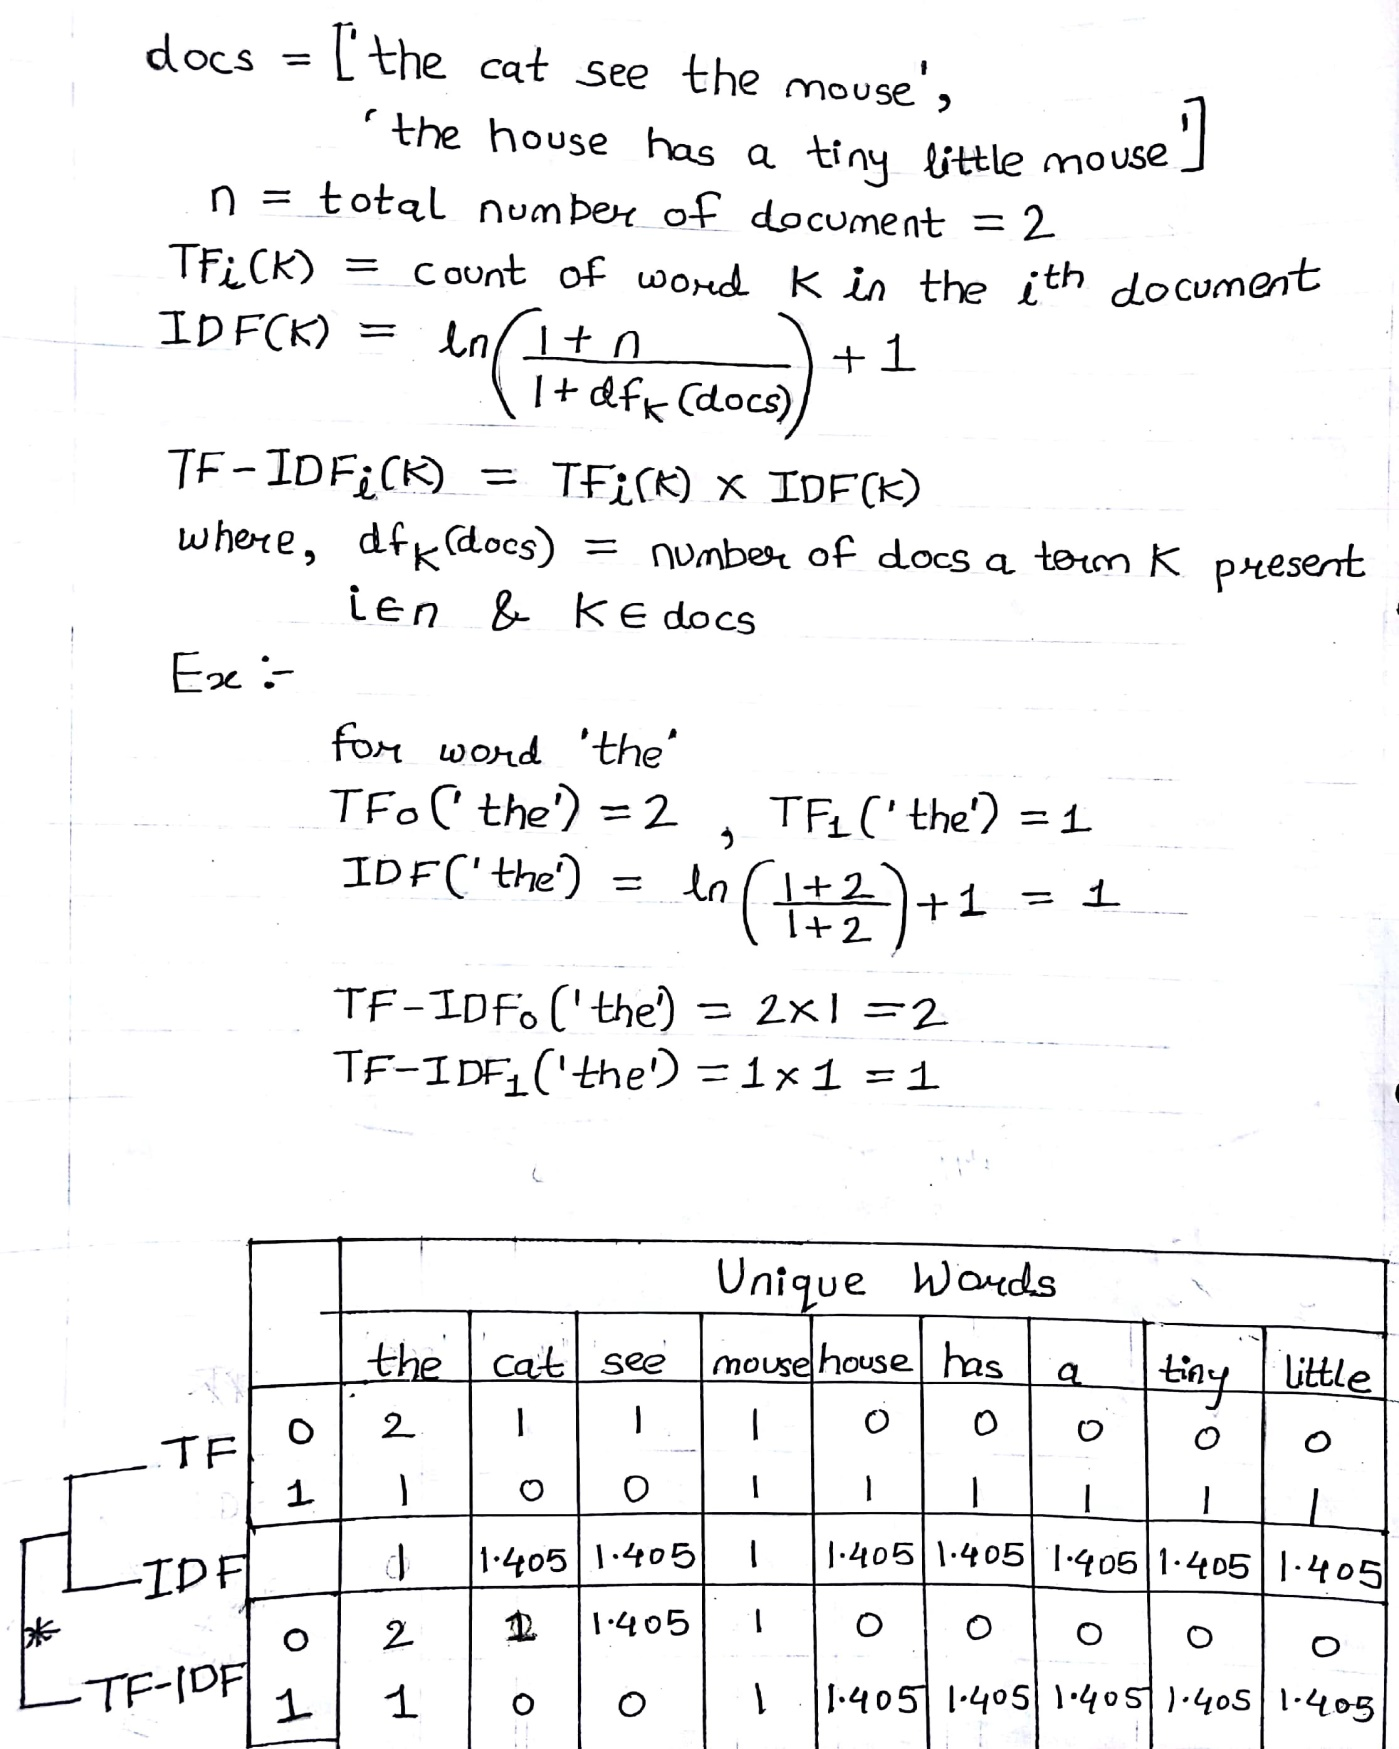 docs = ['the cat see the mouse',
'the house has a tiny little mouse']
n = total number of document = 2
TFi(K) = count of word K in the ith document
IDF(K) = ln((1+n)/(1+dfK(docs))) + 1
TF-IDFi(K) = TFi(K) x IDF(K)
where, dfK(docs) = number of docs a term K present
i∈n & K∈docs
Ex :-
for word 'the'
TF0('the') = 2 , TF1('the') = 1
IDF('the') = ln((1+2)/(1+2)) + 1 = 1
TF-IDF0('the') = 2x1 = 2
TF-IDF1('the') = 1x1 = 1
Unique Words
the cat see mouse house has a tiny little
TF 0 2 1 1 1 0 0 0 0 0
1 1 0 0 1 1 1 1 1 1
IDF 1 1.405 1.405 1 1.405 1.405 1.405 1.405 1.405
* TF-IDF 0 2 1.405 1 0 0 0 0 0
1 1 0 0 1 1.405 1.405 1.405 1.405 1.405